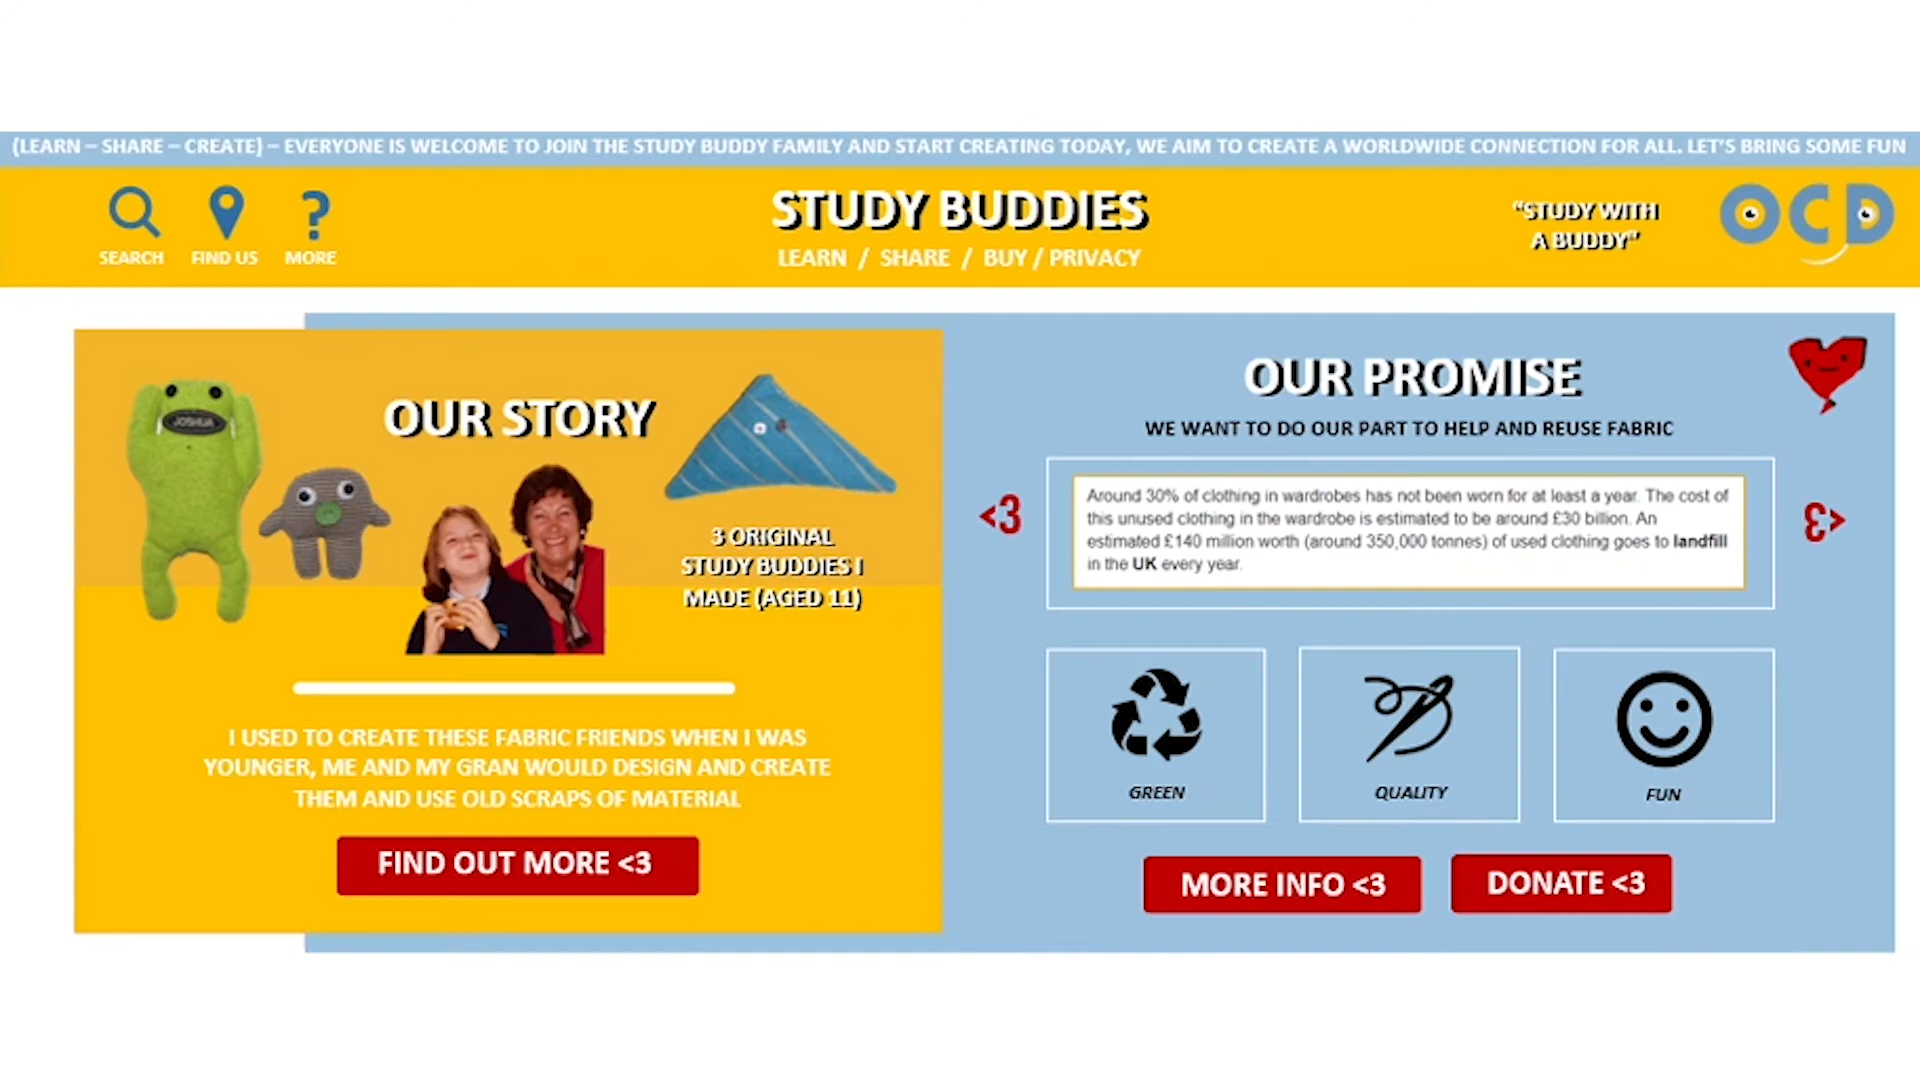 (LEARN – SHARE – CREATE) – EVERYONE IS WELCOME TO JOIN THE STUDY BUDDY FAMILY AND START CREATING TODAY, WE AIM TO CREATE A WORLDWIDE CONNECTION FOR ALL. LET'S BRING SOME FUN
SEARCH
FIND US
?
MORE
STUDY BUDDIES
LEARN / SHARE / BUY / PRIVACY
"STUDY WITH
A BUDDY"
OCD
OUR STORY
JOSHUA
3 ORIGINAL
STUDY BUDDIES I
MADE (AGED 11)
I USED TO CREATE THESE FABRIC FRIENDS WHEN I WAS
YOUNGER, ME AND MY GRAN WOULD DESIGN AND CREATE
THEM AND USE OLD SCRAPS OF MATERIAL
FIND OUT MORE <3
OUR PROMISE
WE WANT TO DO OUR PART TO HELP AND REUSE FABRIC
<3
Around 30% of clothing in wardrobes has not been worn for at least a year. The cost of
this unused clothing in the wardrobe is estimated to be around £30 billion. An
estimated £140 million worth (around 350,000 tonnes) of used clothing goes to landfill
in the UK every year.
<3
GREEN
QUALITY
FUN
MORE INFO <3
DONATE <3